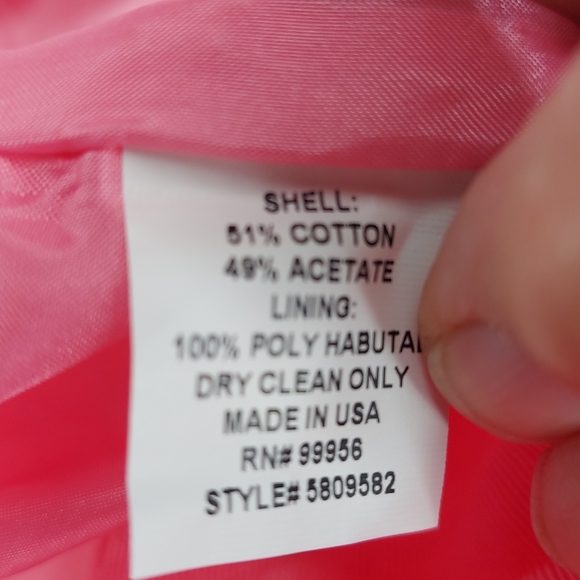 SHELL:
51% COTTON
49% ACETATE
LINING:
100% POLY HABUTAI
DRY CLEAN ONLY
MADE IN USA
RN# 99956
STYLE# 5809582